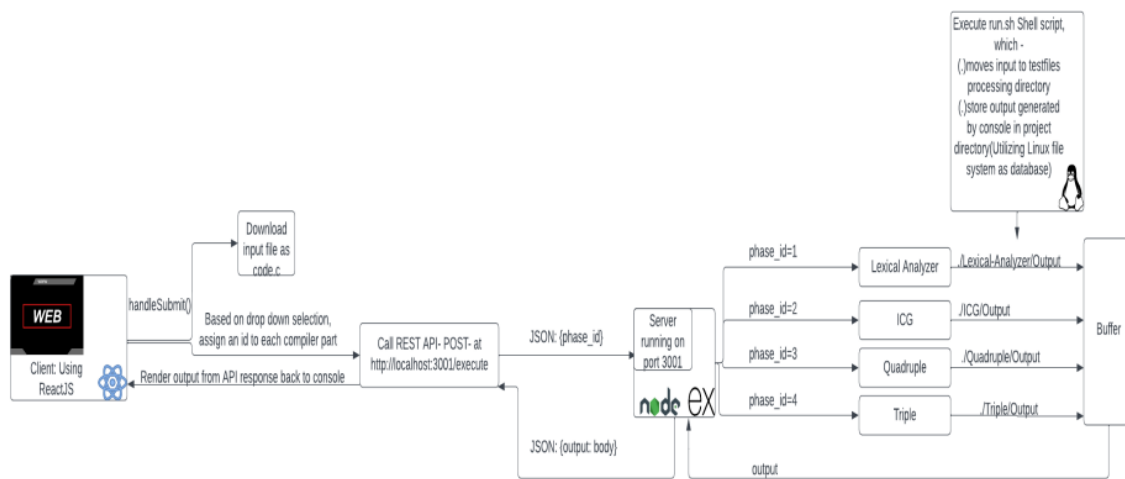 Execute run.sh Shell script,
which -
(.)moves input to testfiles
processing directory
(.)store output generated
by console in project
directory(Utilizing Linux file
system as database)
Download
input file as
code.c
handleSubmit()
WEB
Client: Using
ReactJS
Based on drop down selection,
assign an id to each compiler part
Render output from API response back to console
Call REST API- POST- at
http://localhost:3001/execute
JSON: {phase_id}
JSON: {output: body}
Server
running on
port 3001
node
ex
phase_id=1
Lexical Analyzer
./Lexical-Analyzer/Output
phase_id=2
ICG
./ICG/Output
phase_id=3
Quadruple
./Quadruple/Output
phase_id=4
Triple
./Triple/Output
Buffer
output